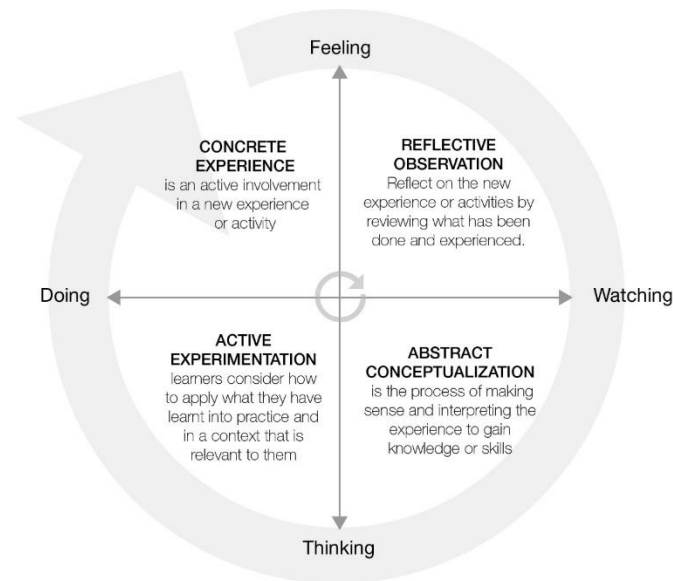 Feeling
CONCRETE
EXPERIENCE
is an active involvement
in a new experience
or activity
REFLECTIVE
OBSERVATION
Reflect on the new
experience or activities by
reviewing what has been
done and experienced.
Doing
Watching
ACTIVE
EXPERIMENTATION
learners consider how
to apply what they have
learnt into practice and
in a context that is
relevant to them
ABSTRACT
CONCEPTUALIZATION
is the process of making
sense and interpreting the
experience to gain
knowledge or skills
Thinking